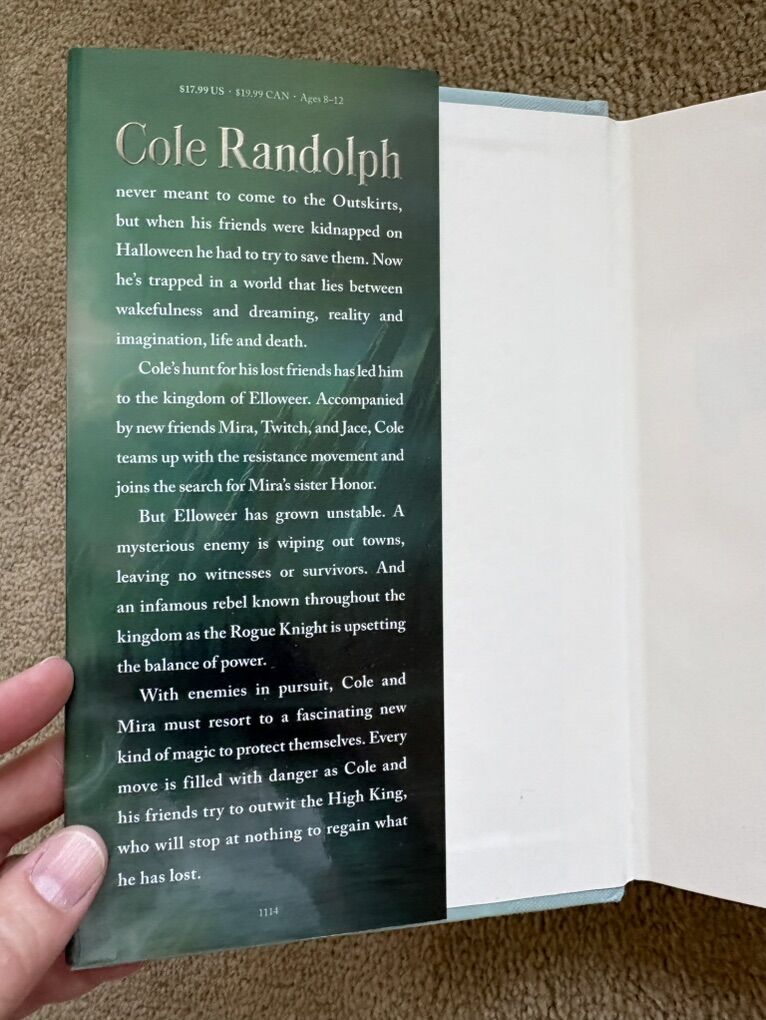 $17.99 US · $19.99 CAN · Ages 8–12
Cole Randolph
never meant to come to the Outskirts,
but when his friends were kidnapped on
Halloween he had to try to save them. Now
he's trapped in a world that lies between
wakefulness and dreaming, reality and
imagination, life and death.
Cole's hunt for his lost friends has led him
to the kingdom of Elloweer. Accompanied
by new friends Mira, Twitch, and Jace, Cole
teams up with the resistance movement and
joins the search for Mira's sister Honor.
But Elloweer has grown unstable. A
mysterious enemy is wiping out towns,
leaving no witnesses or survivors. And
an infamous rebel known throughout the
kingdom as the Rogue Knight is upsetting
the balance of power.
With enemies in pursuit, Cole and
Mira must resort to a fascinating new
kind of magic to protect themselves. Every
move is filled with danger as Cole and
his friends try to outwit the High King,
who will stop at nothing to regain what
he has lost.
1114